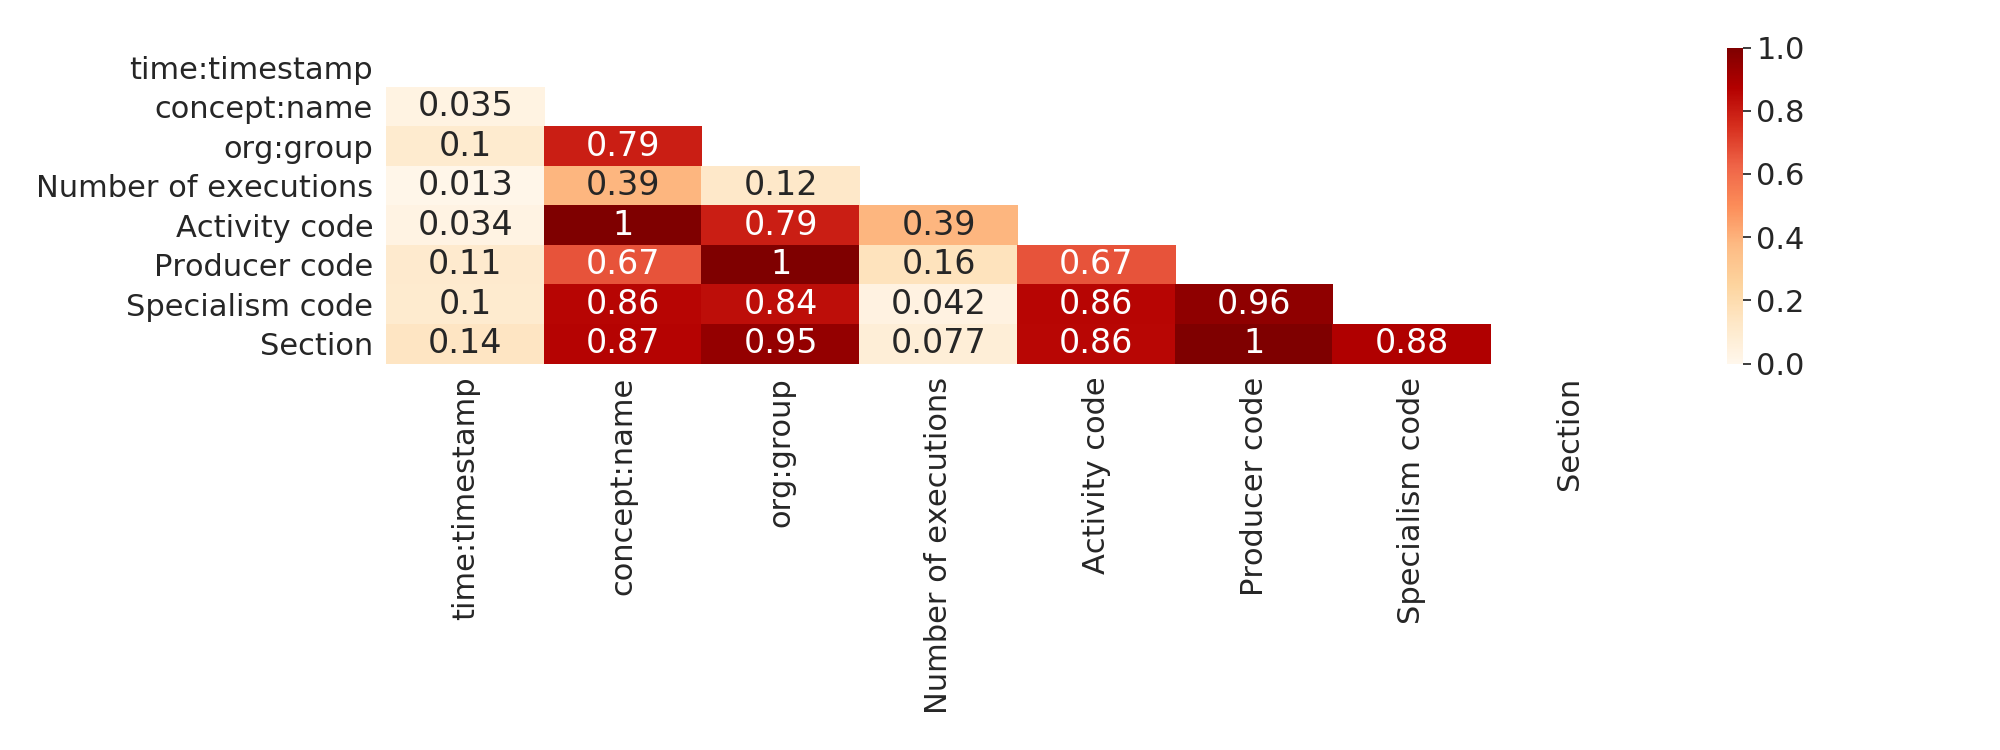 time:timestamp
concept:name 0.035
org:group 0.1 0.79
Number of executions 0.013 0.39 0.12
Activity code 0.034 1 0.79 0.39
Producer code 0.11 0.67 1 0.16 0.67
Specialism code 0.1 0.86 0.84 0.042 0.86 0.96
Section 0.14 0.87 0.95 0.077 0.86 1 0.88
time:timestamp
concept:name
org:group
Number of executions
Activity code
Producer code
Specialism code
Section
1.0
0.8
0.6
0.4
0.2
0.0